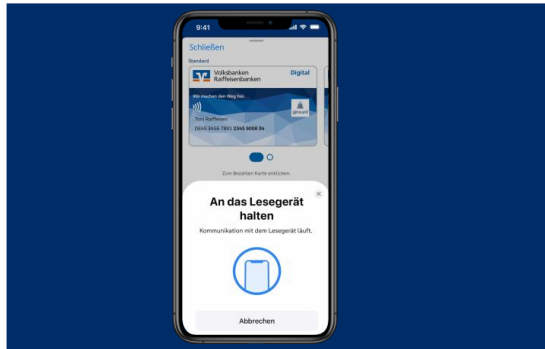 9:41
Schließen
Standard
Volksbanken
Raiffeisenbanken
Digital
Wir machen den Weg frei.
girocard
Toni Raiffeisen
Zum Bezahlen Karte anklicken.
An das Lesegerät
halten
Kommunikation mit dem Lesegerät läuft.
Abbrechen